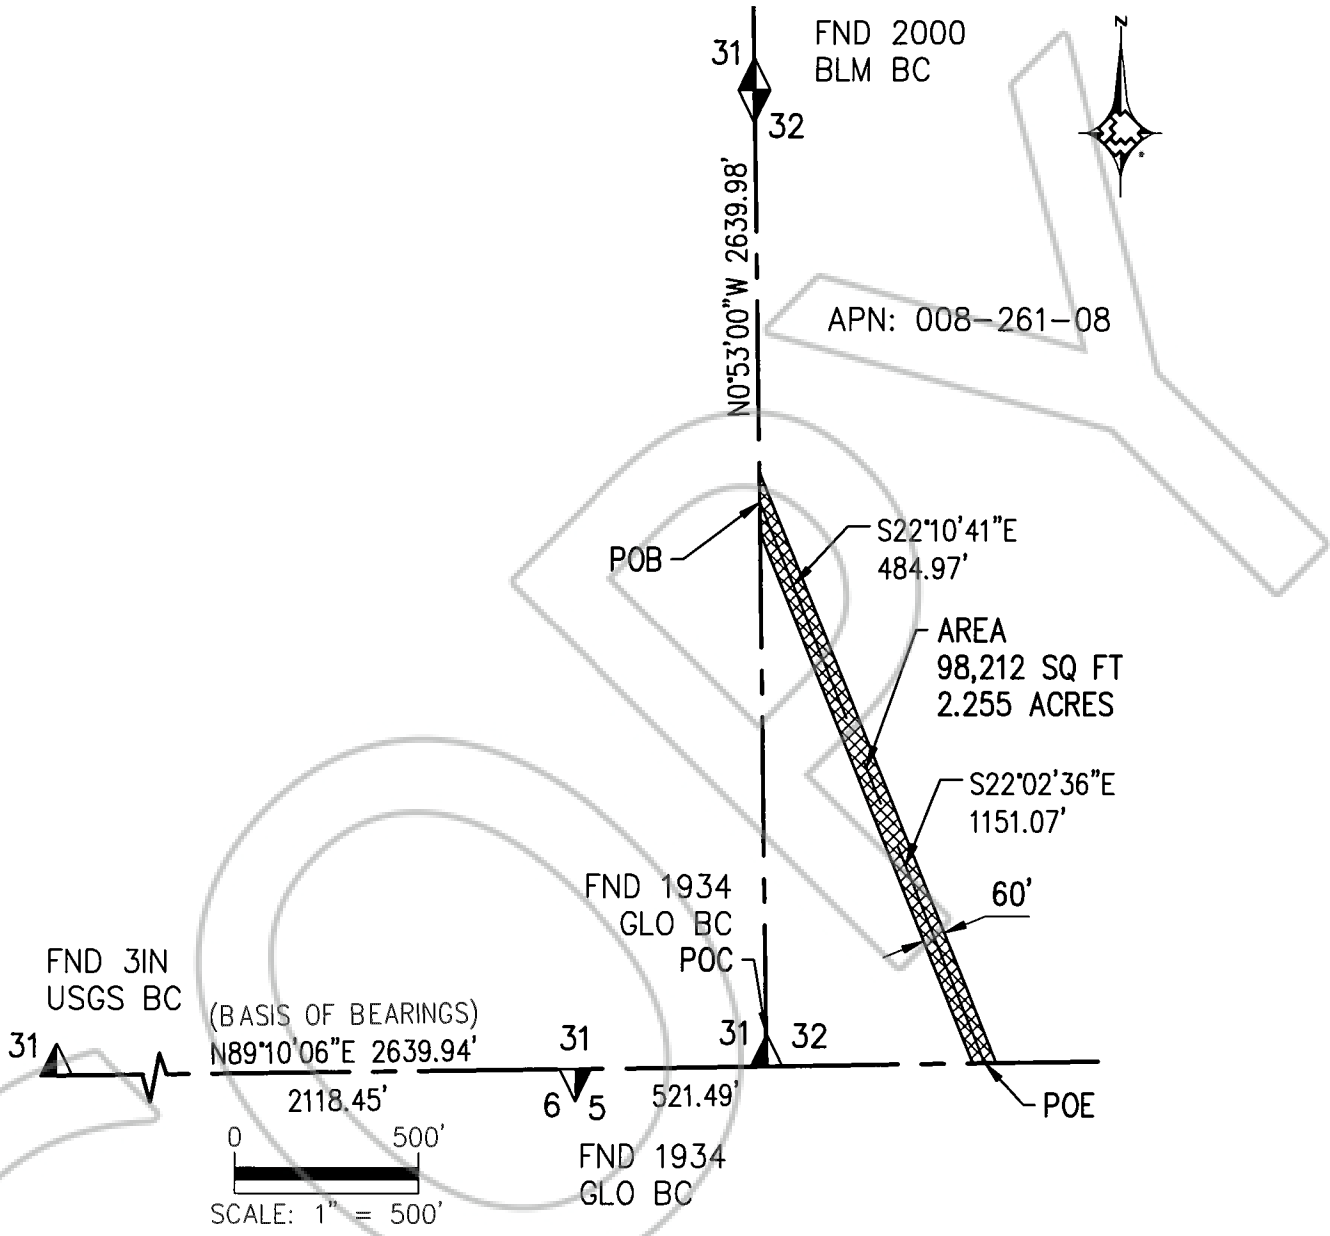 FND 2000
BLM BC
N
31
32
N0°53'00"W 2639.98'
APN: 008-261-08
POB
S22°10'41"E
484.97'
AREA
98,212 SQ FT
2.255 ACRES
S22°02'36"E
1151.07'
60'
FND 1934
GLO BC
POC
FND 3IN
USGS BC
(BASIS OF BEARINGS)
N89°10'06"E 2639.94'
31
31
31
32
2118.45'
6
5
521.49'
POE
0
500'
FND 1934
GLO BC
SCALE: 1" = 500'
COPY